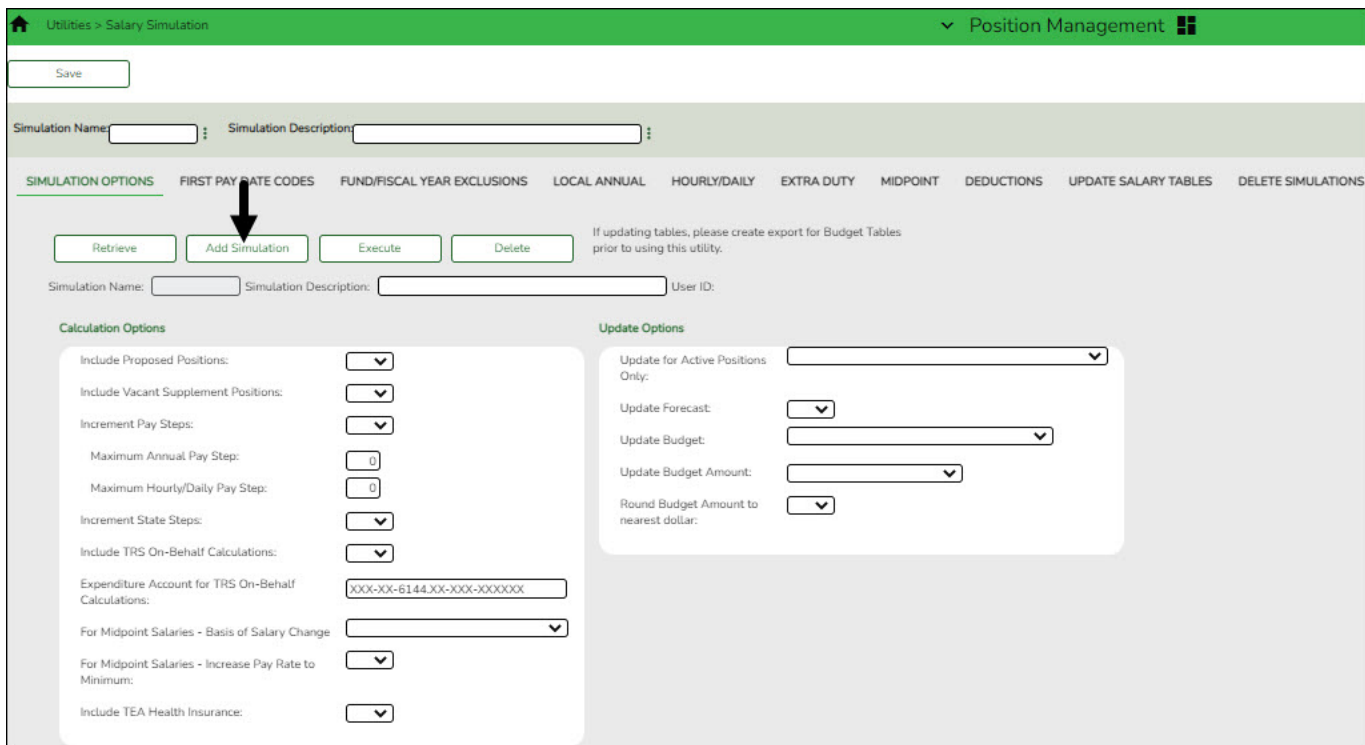 Utilities > Salary Simulation
Position Management
Save
Simulation Name:
Simulation Description:
SIMULATION OPTIONS FIRST PAY RATE CODES FUND/FISCAL YEAR EXCLUSIONS LOCAL ANNUAL HOURLY/DAILY EXTRA DUTY MIDPOINT DEDUCTIONS UPDATE SALARY TABLES DELETE SIMULATIONS
Retrieve
Add Simulation
Execute
Delete
If updating tables, please create export for Budget Tables
prior to using this utility.
Simulation Name:
Simulation Description:
User ID:
Calculation Options
Include Proposed Positions:
Include Vacant Supplement Positions:
Increment Pay Steps:
Maximum Annual Pay Step: 0
Maximum Hourly/Daily Pay Step: 0
Increment State Steps:
Include TRS On-Behalf Calculations:
Expenditure Account for TRS On-Behalf
Calculations:
XXX-XX-6144.XX-XXX-XXXXXX
For Midpoint Salaries - Basis of Salary Change
For Midpoint Salaries - Increase Pay Rate to
Minimum:
Include TEA Health Insurance:
Update Options
Update for Active Positions
Only:
Update Forecast:
Update Budget:
Update Budget Amount:
Round Budget Amount to
nearest dollar: